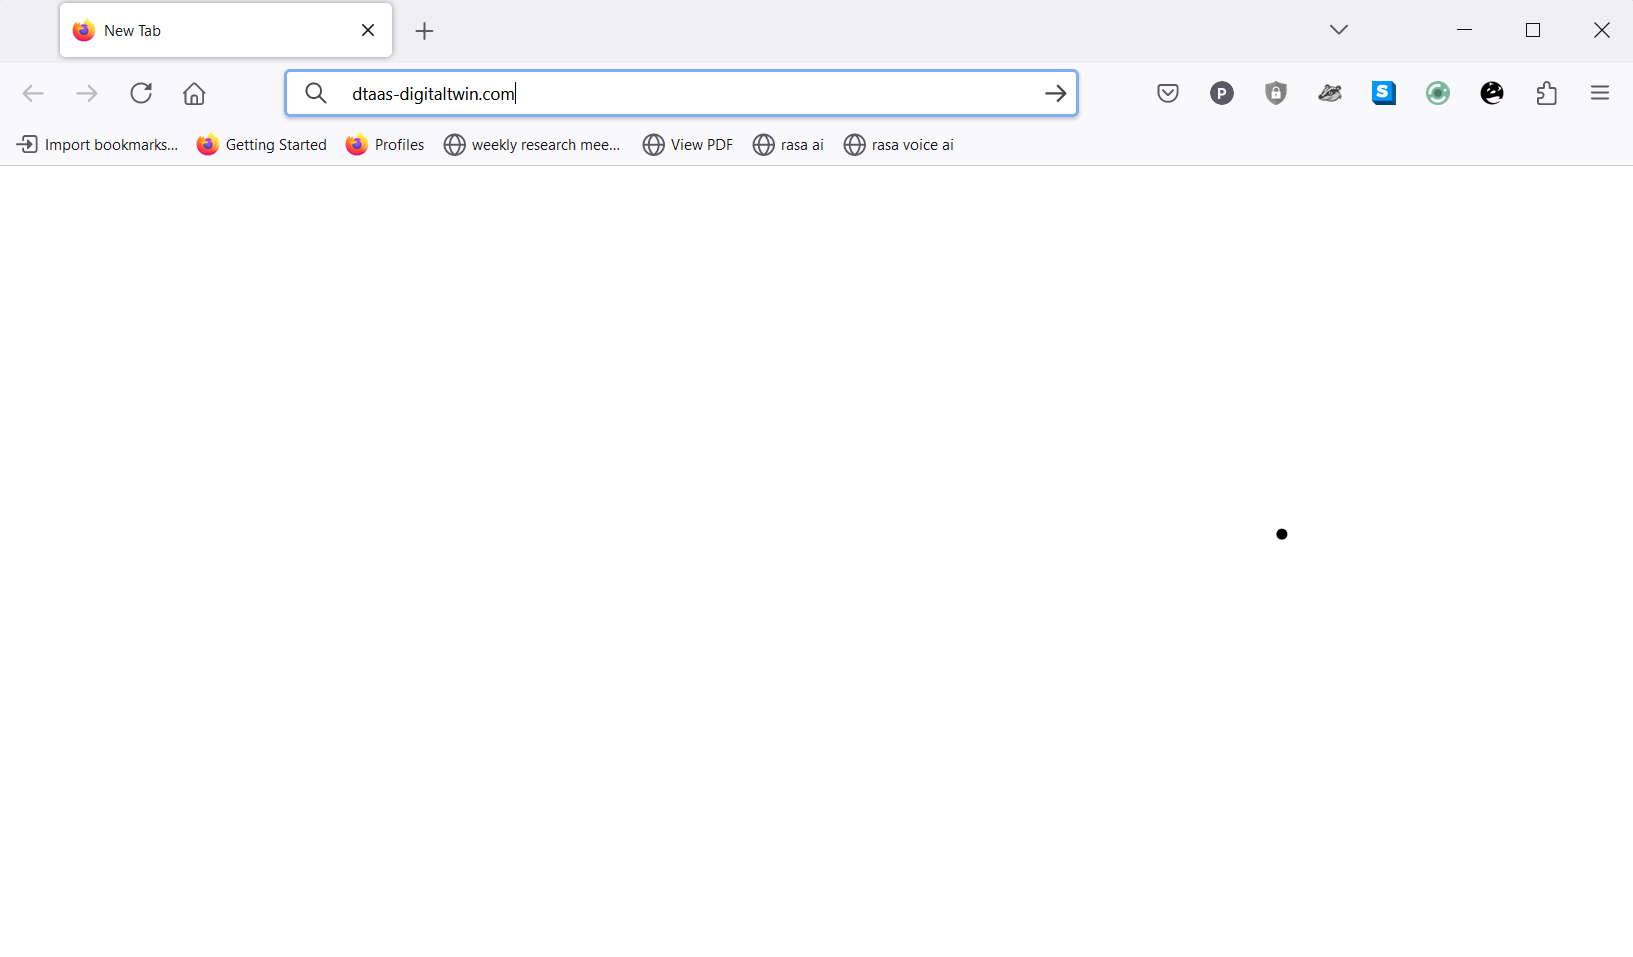 New Tab
dtaas-digitaltwin.com
P
S
Import bookmarks... Getting Started Profiles weekly research mee... View PDF rasa ai rasa voice ai